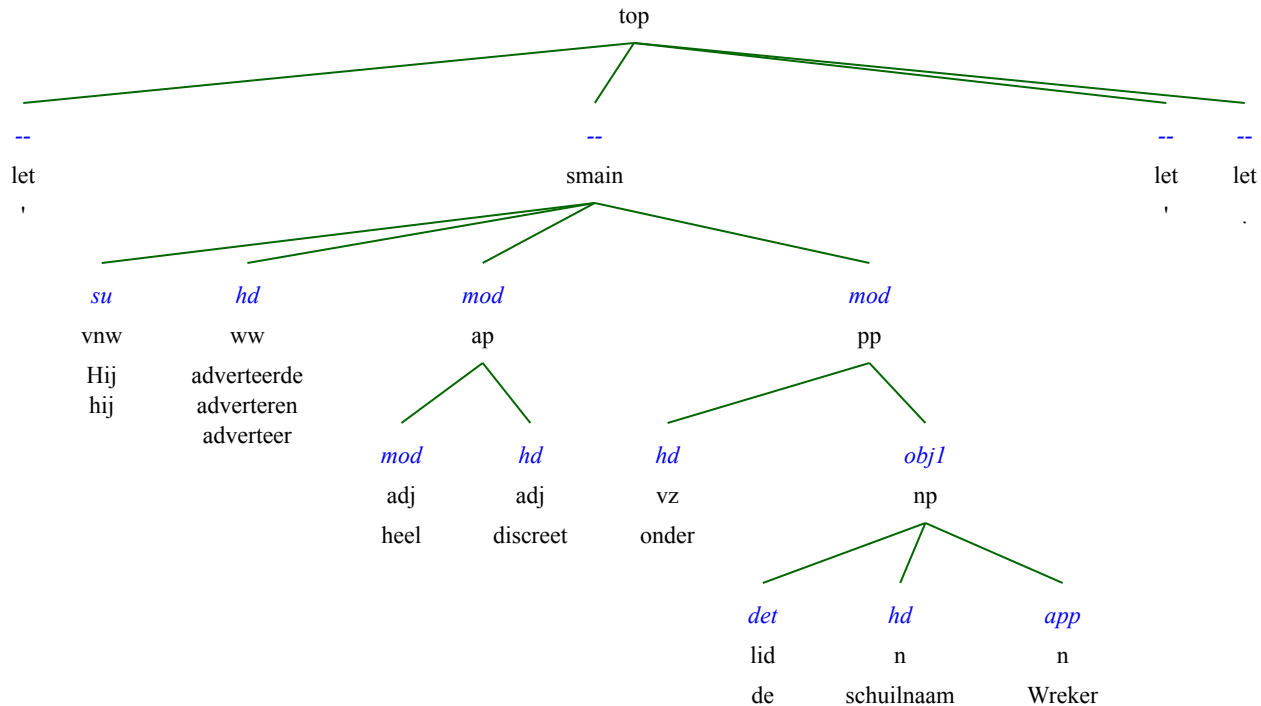 top
-- -- -- --
let smain let let
' ' .
su hd mod mod
vnw ww ap pp
Hij adverteerde
hij adverteren
adverteer
mod hd hd obj1
adj adj vz np
heel discreet onder
det hd app
lid n n
de schuilnaam Wreker